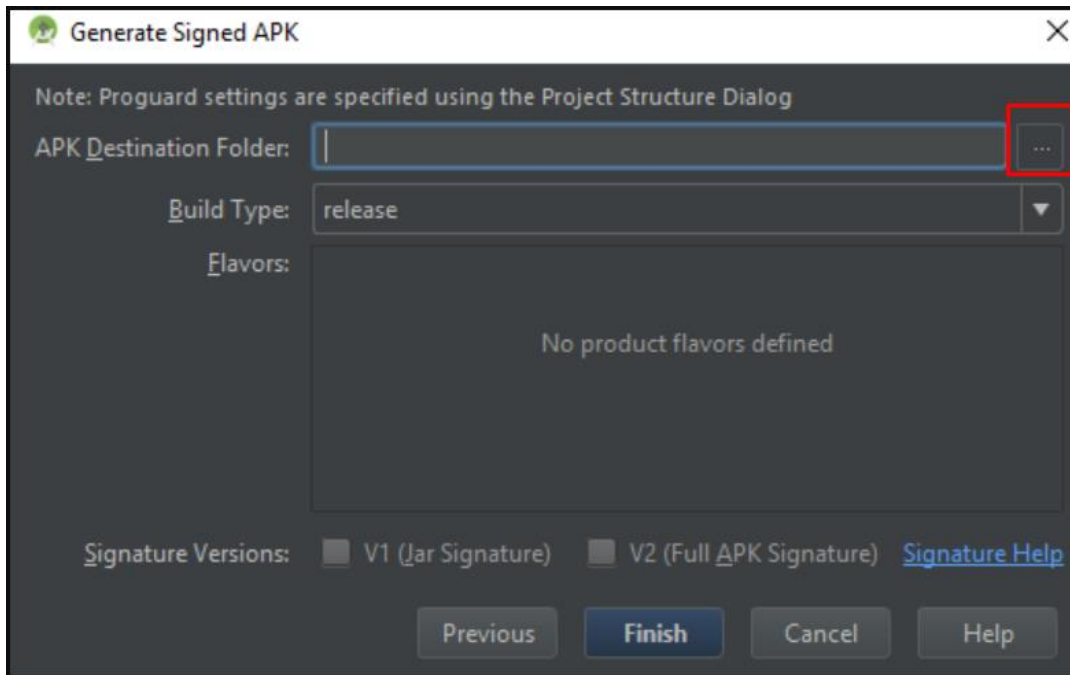 Generate Signed APK
Note: Proguard settings are specified using the Project Structure Dialog
APK Destination Folder:
...
Build Type: release
Flavors:
No product flavors defined
Signature Versions: V1 (Jar Signature) V2 (Full APK Signature) Signature Help
Previous Finish Cancel Help